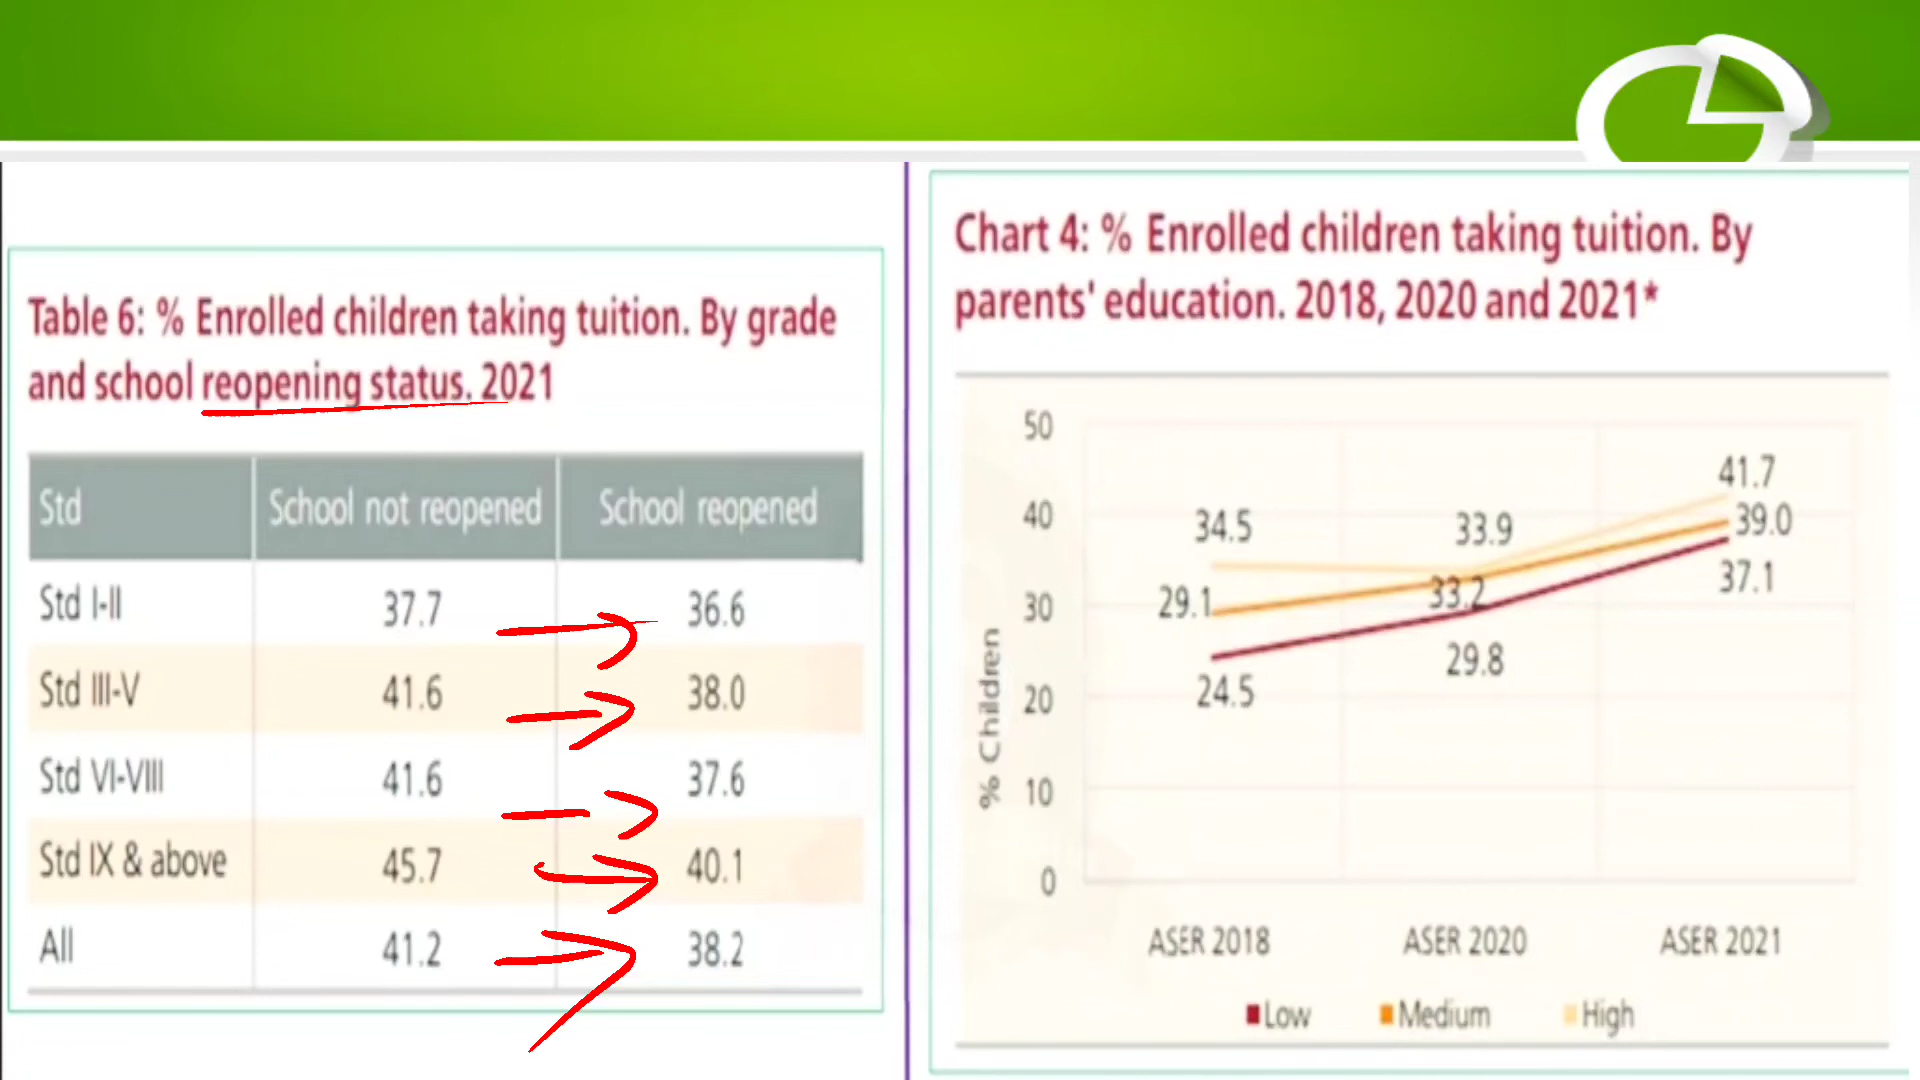 Table 6: % Enrolled children taking tuition. By grade
and school reopening status. 2021
Std School not reopened School reopened
Std I-II 37.7 36.6
Std III-V 41.6 38.0
Std VI-VIII 41.6 37.6
Std IX & above 45.7 40.1
All 41.2 38.2
Chart 4: % Enrolled children taking tuition. By
parents' education. 2018, 2020 and 2021*
% Children
50
40
30
20
10
0
34.5 33.9 41.7
29.1 33.2 39.0
24.5 29.8 37.1
ASER 2018 ASER 2020 ASER 2021
Low Medium High